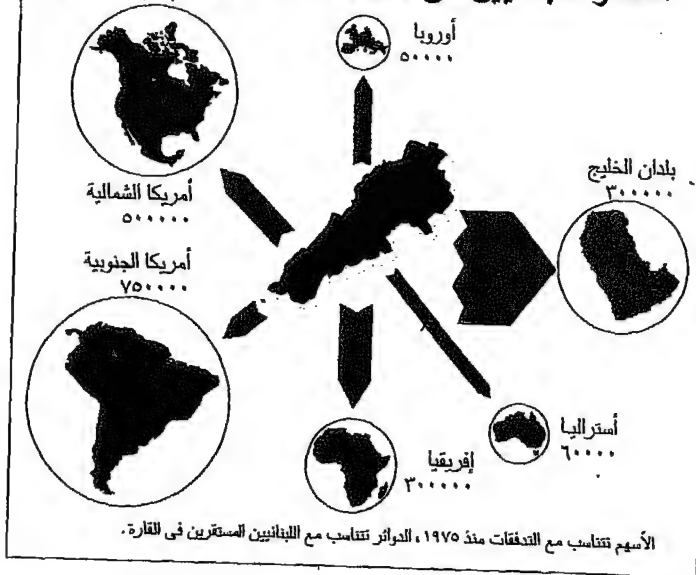 أوروبا
٥٠٠٠٠
بلدان الخليج
٣٠٠٠٠٠
أمريكا الشمالية
٥٠٠٠٠٠
أمريكا الجنوبية
٧٥٠٠٠٠
أستراليا
٦٠٠٠٠
إفريقيا
٣٠٠٠٠٠
الأسهم تتناسب مع التدفقات منذ ١٩٧٥، الدوائر تتناسب مع اللبنانيين المستقرين فى القارة.